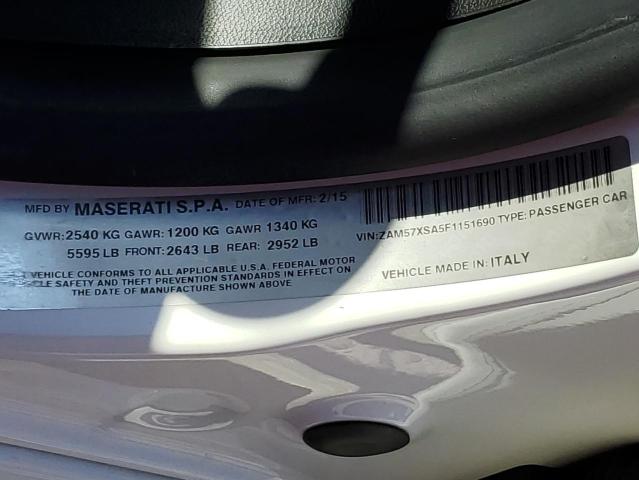 MFD BY MASERATI S.P.A. DATE OF MFR: 2/15
GVWR: 2540 KG GAWR: 1200 KG GAWR 1340 KG
5595 LB FRONT: 2643 LB REAR: 2952 LB
VEHICLE CONFORMS TO ALL APPLICABLE U.S.A. FEDERAL MOTOR
VEHICLE SAFETY AND THEFT PREVENTION STANDARDS IN EFFECT ON
THE DATE OF MANUFACTURE SHOWN ABOVE
VIN: ZAM57XSA5F1151690 TYPE: PASSENGER CAR
VEHICLE MADE IN: ITALY